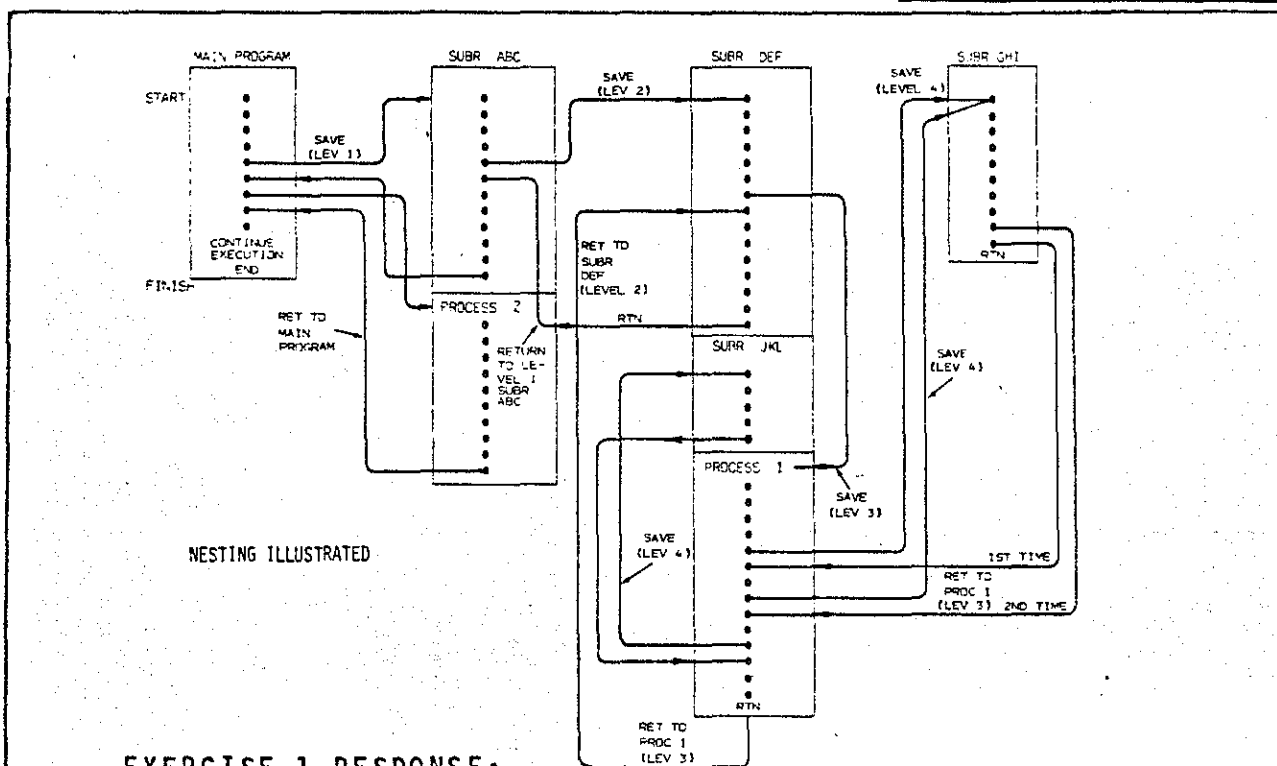 MAIN PROGRAM
START
SAVE
(LEV 1)
CONTINUE
EXECUTION
END
FINISH
RET TO
MAIN
PROGRAM
SUBR ABC
PROCESS 2
SAVE
(LEV 2)
RET TO
SUBR
DEF
(LEVEL 2)
RTN
RETURN
TO LE-
VEL 1
SUBR
ABC
SUBR DEF
SUBR JKL
PROCESS 1
SAVE
(LEV 3)
SAVE
(LEV 4)
RTN
RET TO
PROC 1
(LEV 3)
SUBR GHI
SAVE
(LEVEL 4)
RTN
SAVE
(LEV 4)
1ST TIME
RET TO
PROC 1
(LEV 3) 2ND TIME
NESTING ILLUSTRATED
EXERCISE 1 RESPONSE: